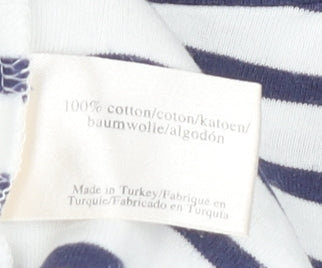 100% cotton/coton/katoen/
baumwolle/algodón
Made in Turkey/Fabriqué en
Turquie/Fabricado en Turquía